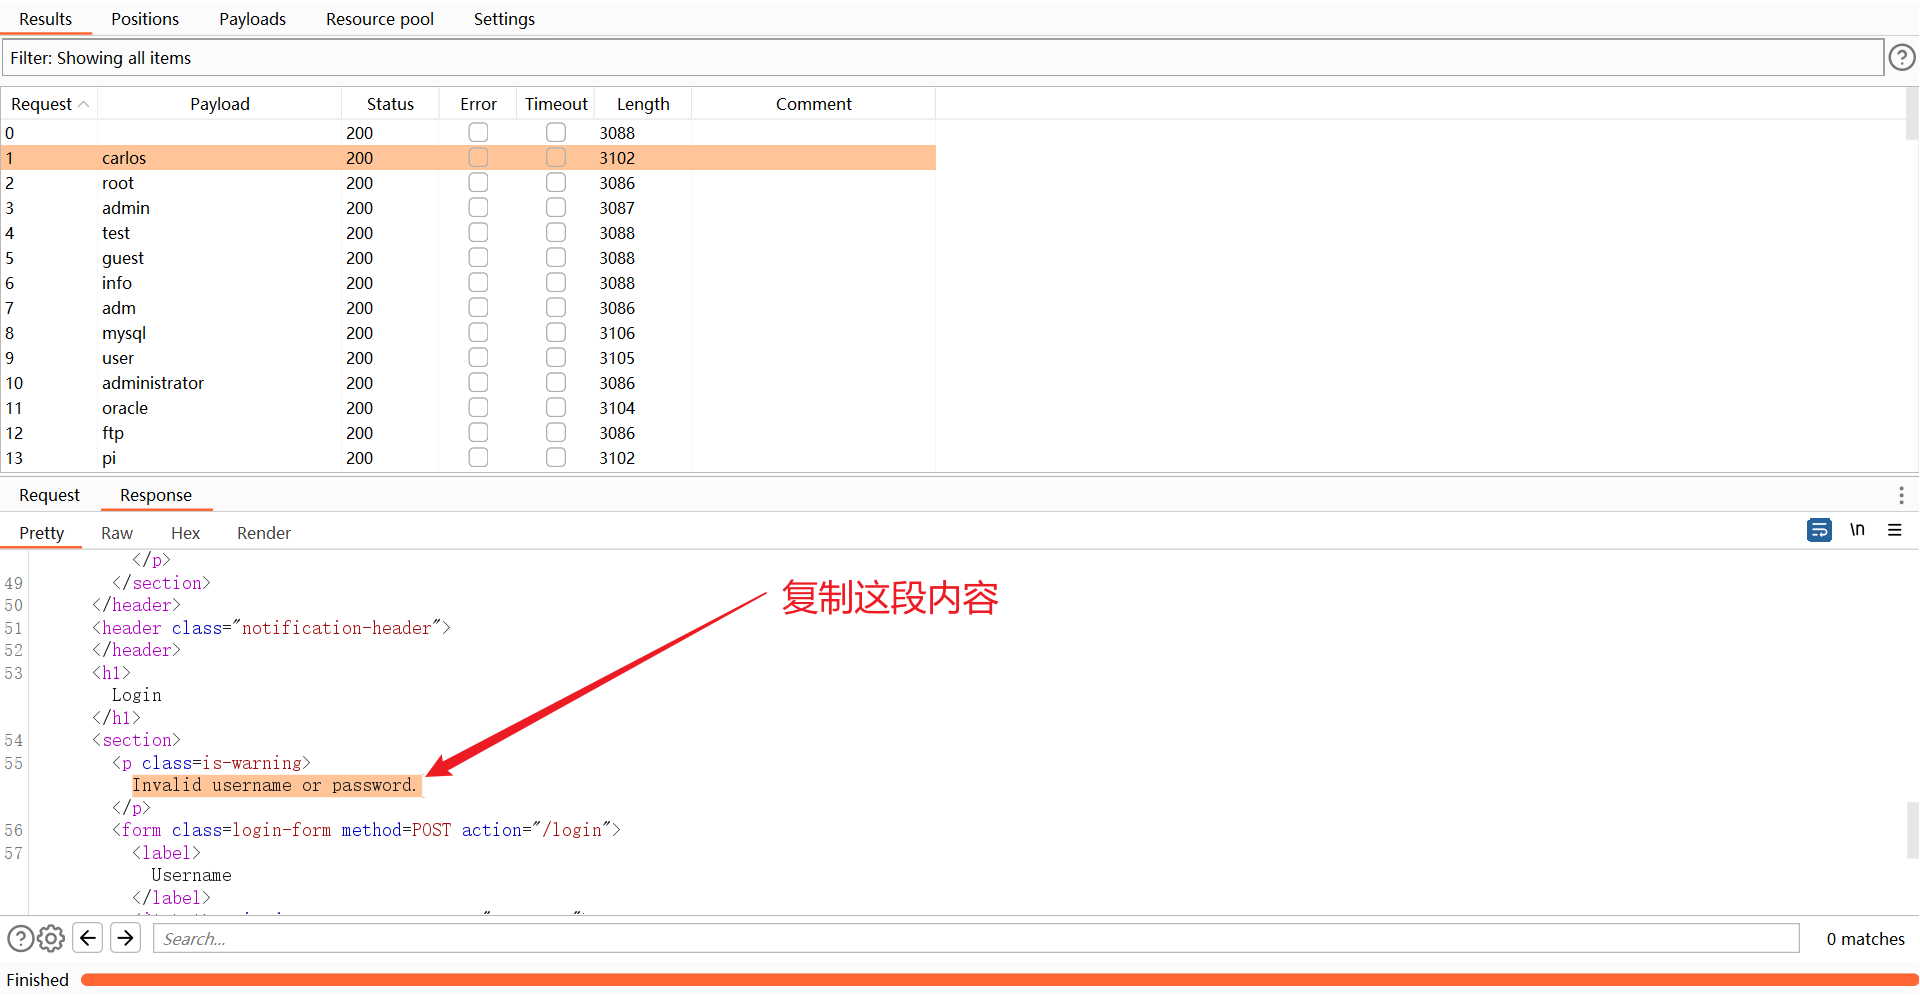 Results Positions Payloads Resource pool Settings
Filter: Showing all items
Request Payload Status Error Timeout Length Comment
0 200 3088
1 carlos 200 3102
2 root 200 3086
3 admin 200 3087
4 test 200 3088
5 guest 200 3088
6 info 200 3088
7 adm 200 3086
8 mysql 200 3106
9 user 200 3105
10 administrator 200 3086
11 oracle 200 3104
12 ftp 200 3086
13 pi 200 3102
Request Response
Pretty Raw Hex Render \n
</p>
49 </section>
复制这段内容
50 </header>
51 <header class="notification-header">
52 </header>
53 <h1>
Login
</h1>
54 <section>
55 <p class=is-warning>
Invalid username or password.
</p>
56 <form class=login-form method=POST action="/login">
57 <label>
Username
</label>
Search... 0 matches
Finished